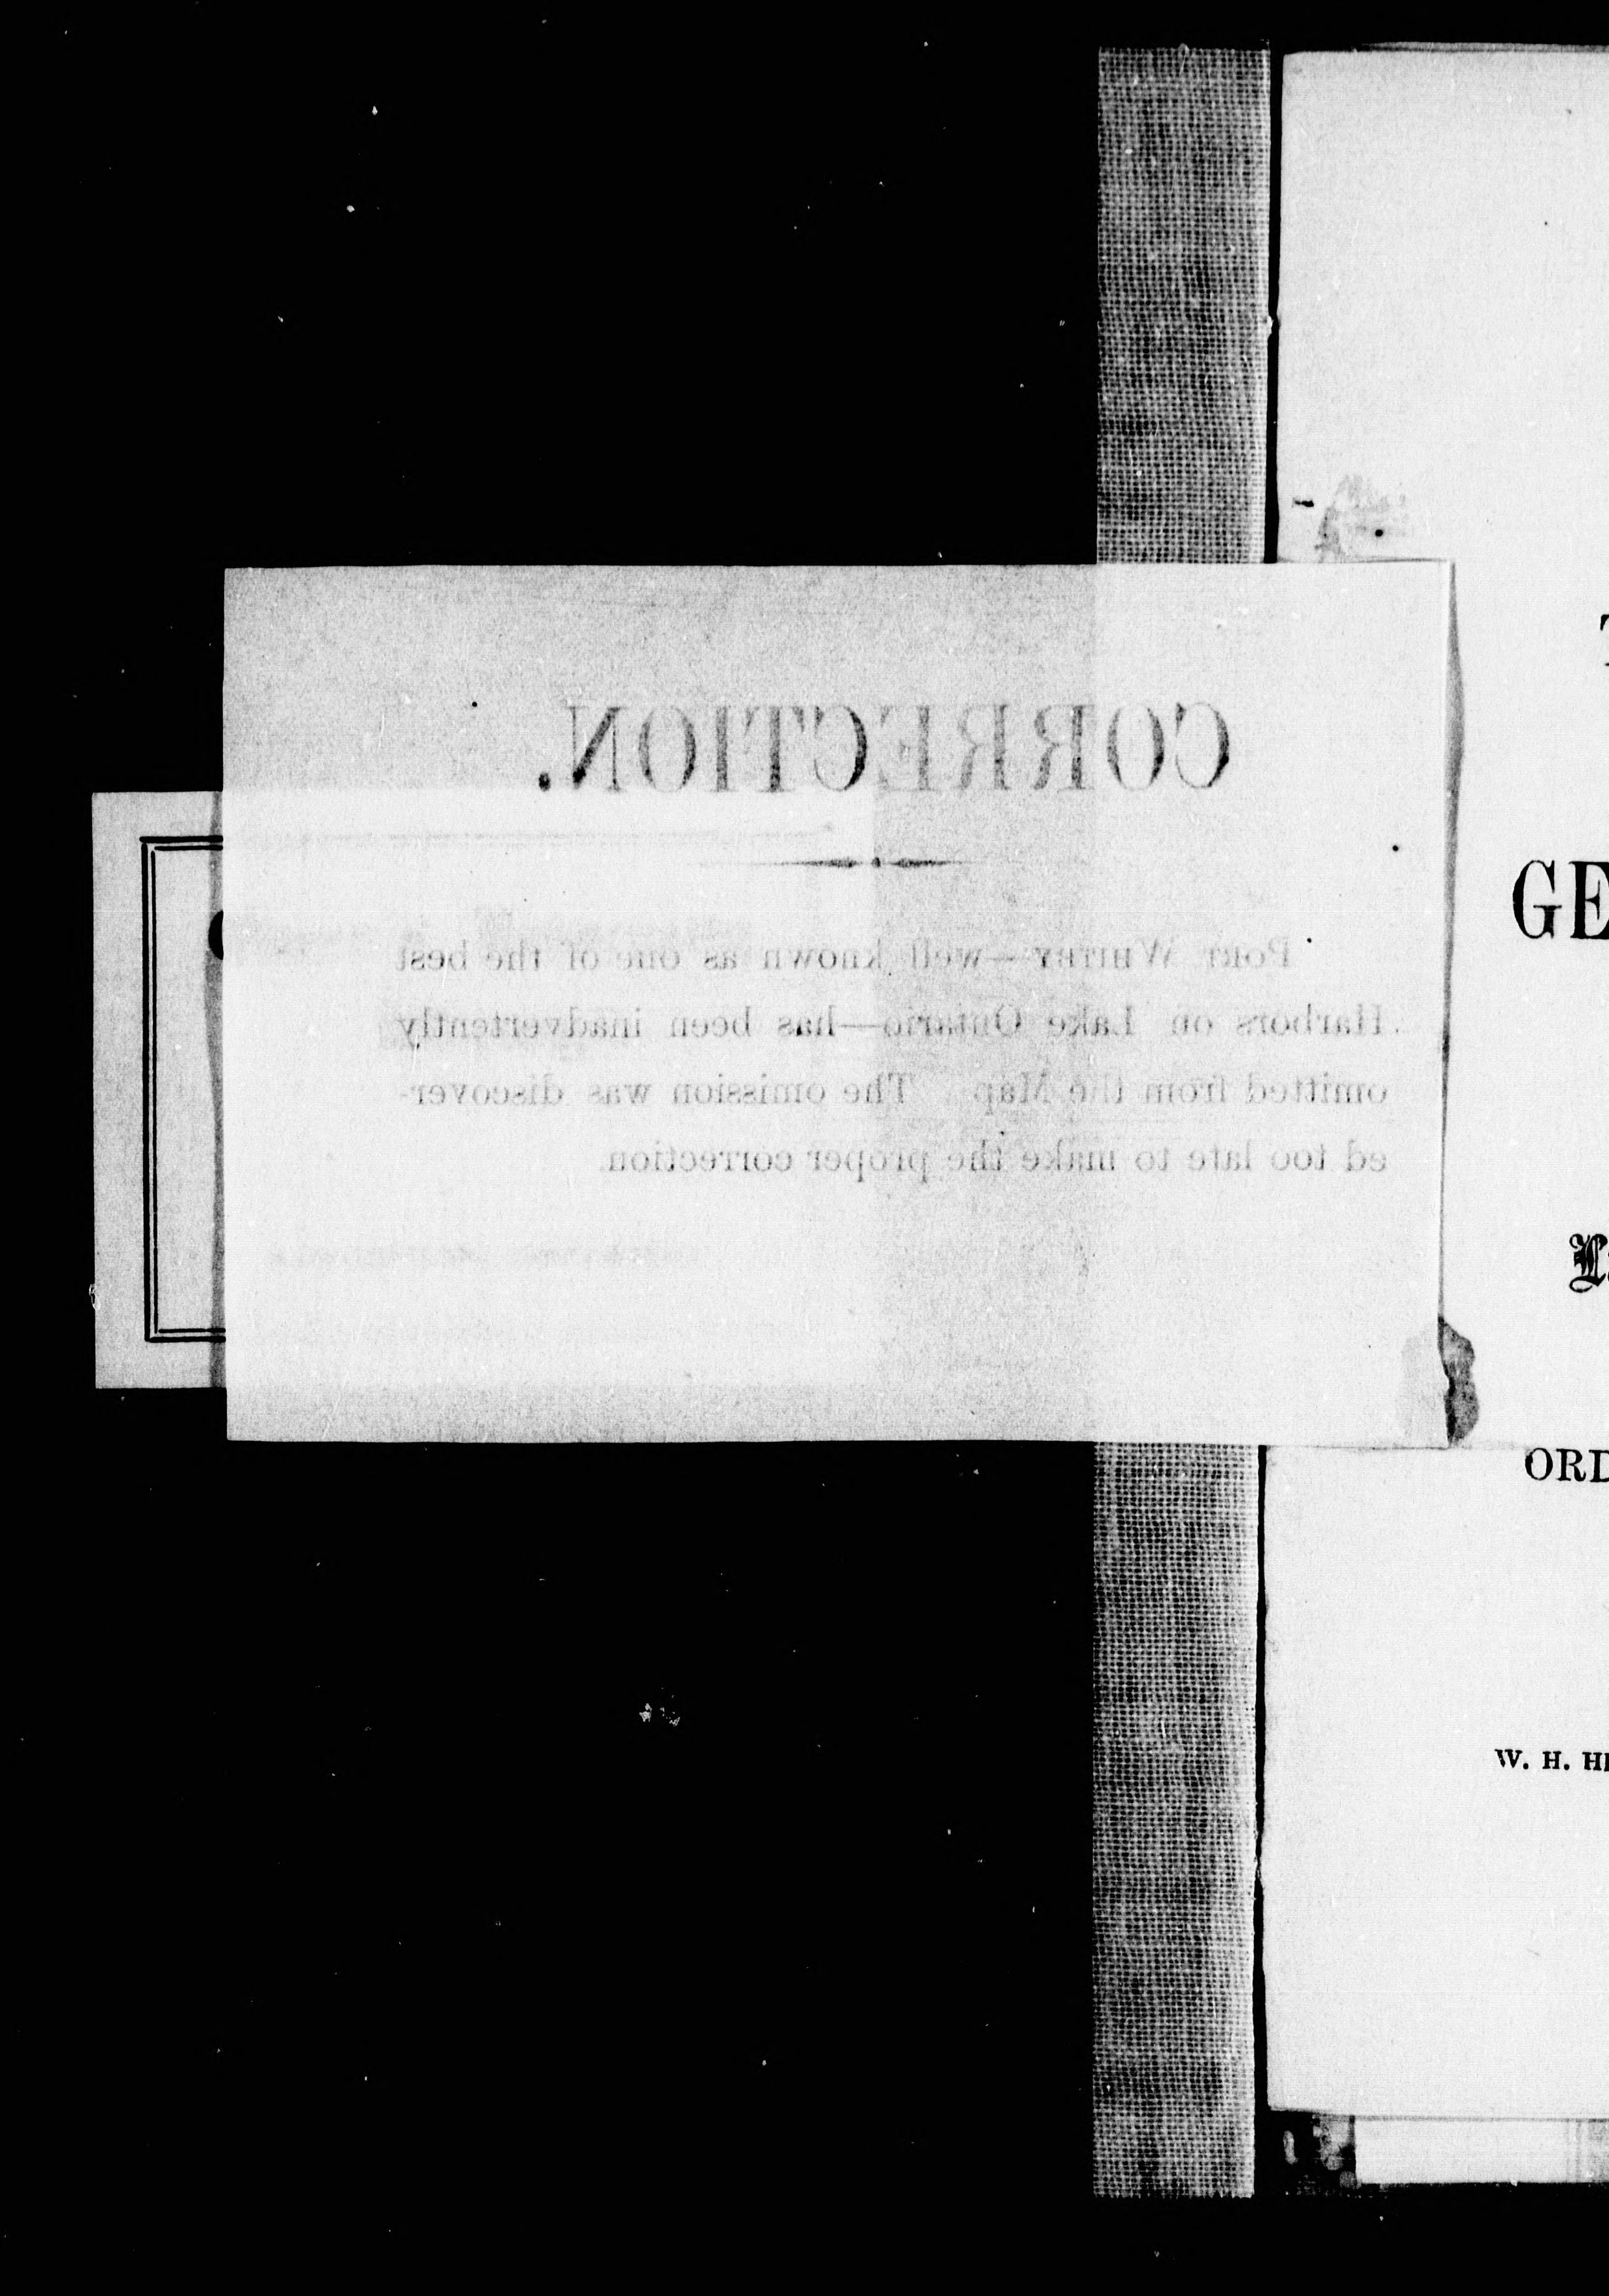 CORRECTION.
PORT WHITBY—well known as one of the best
Harbors on Lake Ontario—has been inadvertently
omitted from the Map. The omission was discover-
ed too late to make the proper correction.
GE
ORD
W. H. HE